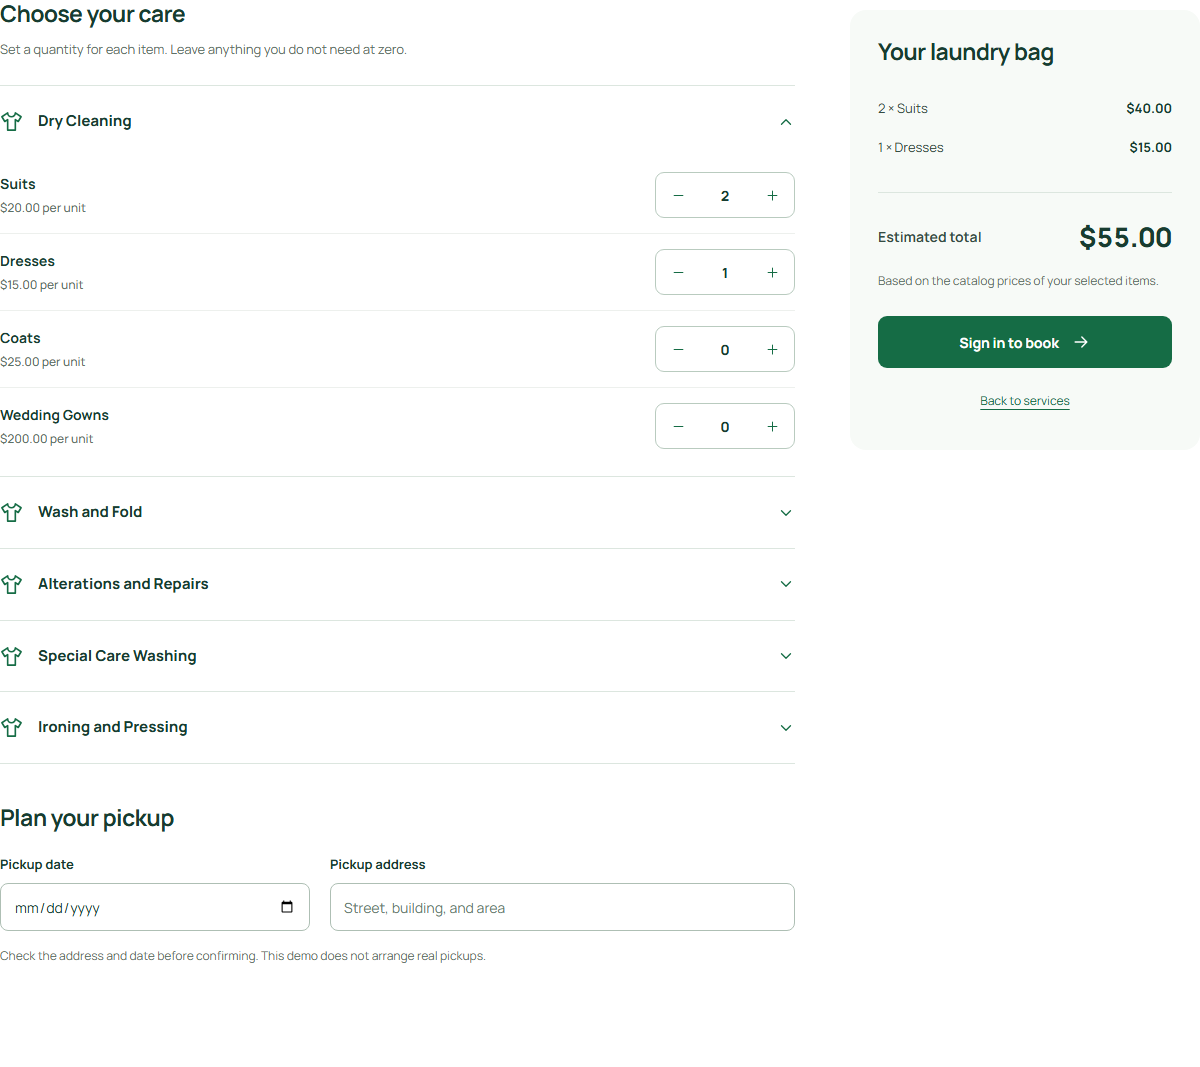 Choose your care
Set a quantity for each item. Leave anything you do not need at zero.
Dry Cleaning
Suits
$20.00 per unit
− 2 +
Dresses
$15.00 per unit
− 1 +
Coats
$25.00 per unit
− 0 +
Wedding Gowns
$200.00 per unit
− 0 +
Wash and Fold
Alterations and Repairs
Special Care Washing
Ironing and Pressing
Plan your pickup
Pickup date
mm/dd/yyyy
Pickup address
Street, building, and area
Check the address and date before confirming. This demo does not arrange real pickups.
Your laundry bag
2 × Suits $40.00
1 × Dresses $15.00
Estimated total $55.00
Based on the catalog prices of your selected items.
Sign in to book →
Back to services